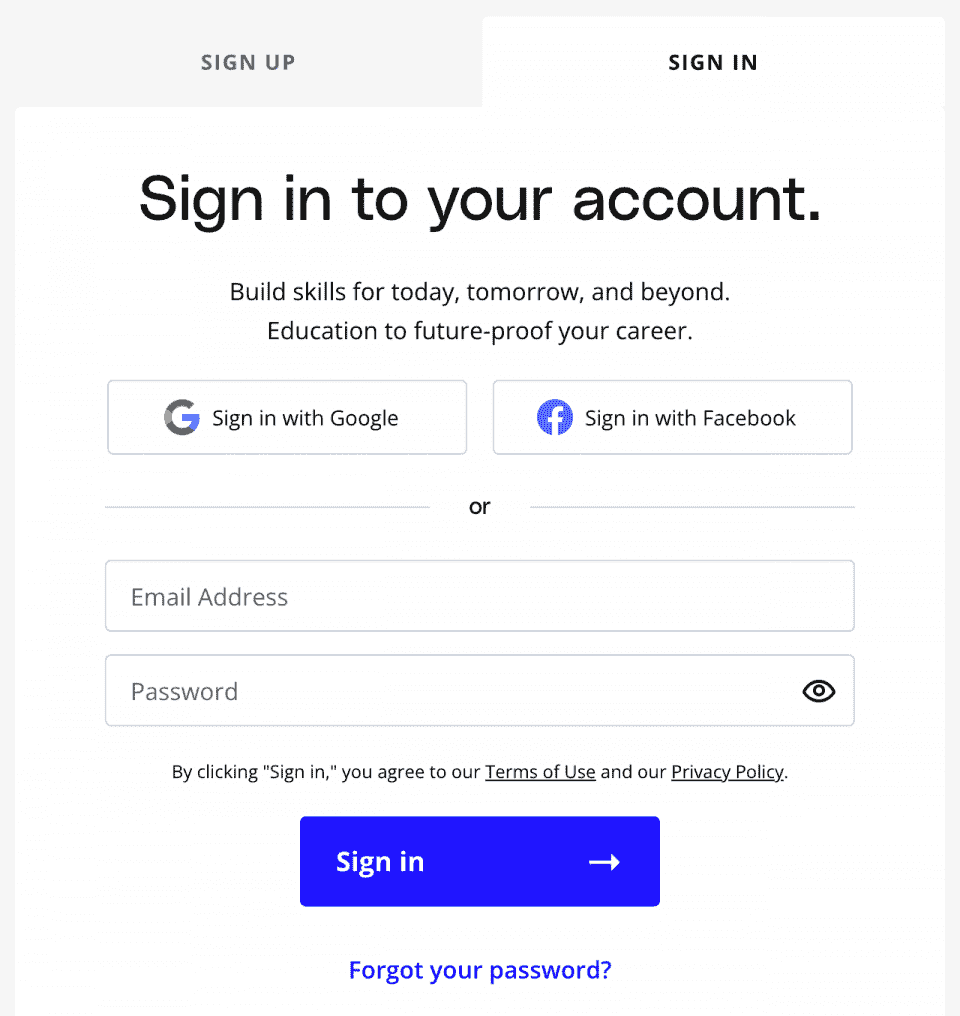 SIGN UP
SIGN IN
Sign in to your account.
Build skills for today, tomorrow, and beyond.
Education to future-proof your career.
Sign in with Google
Sign in with Facebook
or
Email Address
Password
By clicking "Sign in," you agree to our Terms of Use and our Privacy Policy.
Sign in →
Forgot your password?